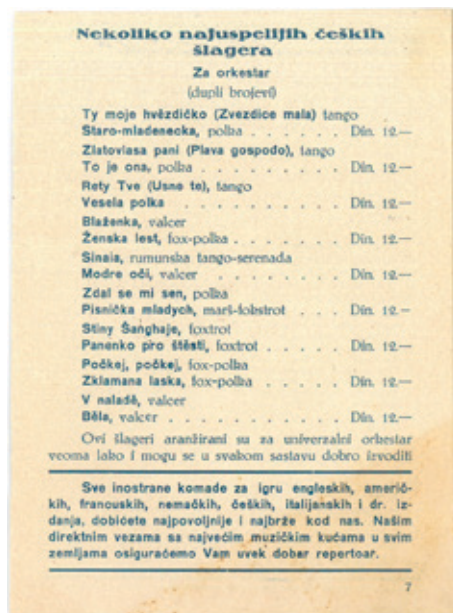 Nekoliko najuspelijih čeških
šlagera
Za orkestar
(dupli brojevi)
Ty moje hvězdičko (Zvezdice mala) tango
Staro-mladenecka, polka . . . . . . Din. 12.—
Zlatovlasa pani (Plava gospodo), tango
To je ona, polka . . . . . . . . Din. 12.—
Rety Tve (Usne te), tango
Vesela polka . . . . . . . . . Din. 12.—
Blaženka, valcer
Ženska lest, fox-polka . . . . . . . Din. 12.—
Sinaia, rumunska tango-serenada
Modre oči, valcer . . . . . . . Din. 12.—
Zdal se mi sen, polka
Pisnička mladych, marš-fokstrot . . . . Din. 12.—
Stiny Šanghaje, foxtrot
Panenko pro štěsti, foxtrot . . . . . Din. 12.—
Počkej, počkej, fox-polka
Zklamana laska, fox-polka . . . . . Din. 12.—
V naladě, valcer
Běla, valcer . . . . . . . . . . Din. 12.—
Ovi šlageri aranžirani su za univerzalni orkestar
veoma lako i mogu se u svakom sastavu dobro izvoditi
Sve inostrane komade za igru engleskih, američ-
kih, francuskih, nemačkih, čeških, italijanskih i dr. iz-
danja, dobićete najpovoljnije i najbrže kod nas. Našim
direktnim vezama sa najvećim muzičkim kućama u svim
zemljama osiguraćemo Vam uvek dobar repertoar.
7